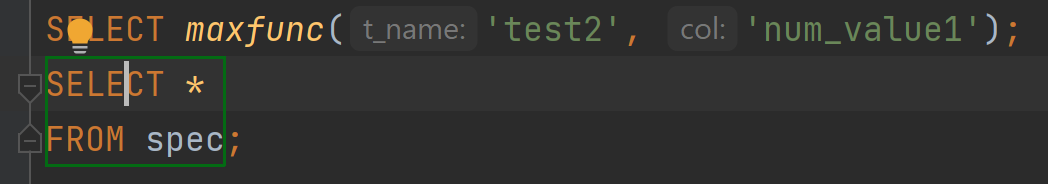 SELECT maxfunc( t_name: 'test2', col: 'num_value1');
SELECT *
FROM spec;